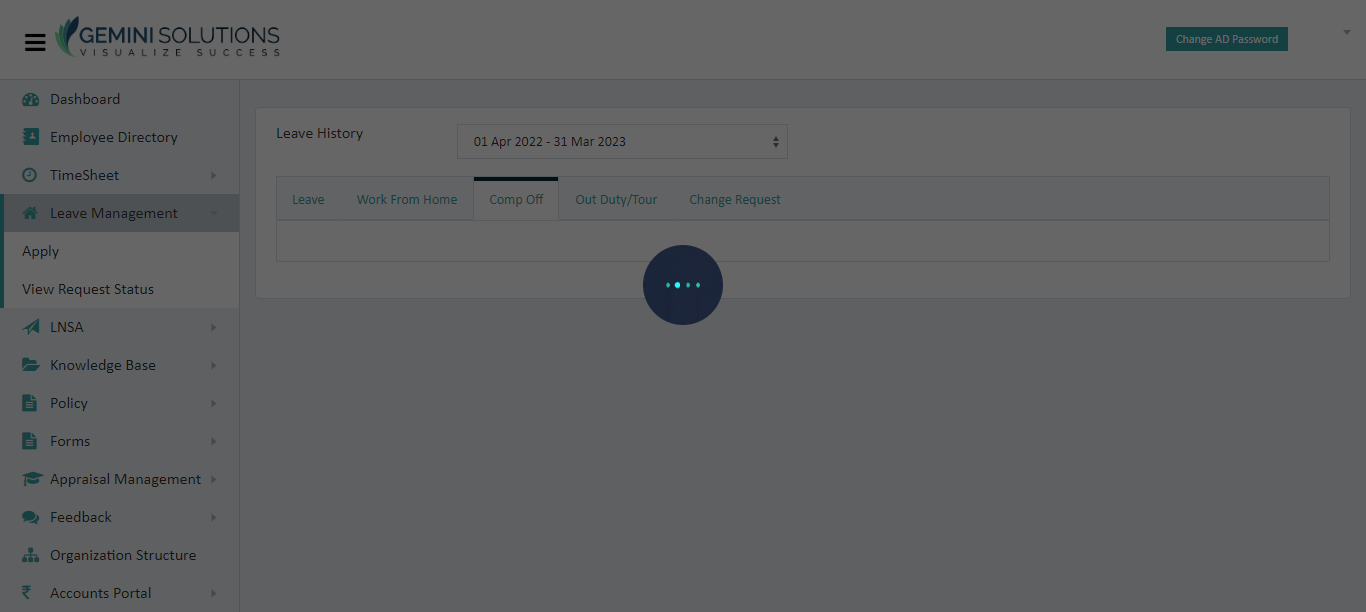 GEMINI SOLUTIONS
VISUALIZE SUCCESS
Change AD Password
Dashboard
Employee Directory
TimeSheet
Leave Management
Apply
View Request Status
LNSA
Knowledge Base
Policy
Forms
Appraisal Management
Feedback
Organization Structure
₹ Accounts Portal
Leave History
01 Apr 2022 - 31 Mar 2023
Leave Work From Home Comp Off Out Duty/Tour Change Request